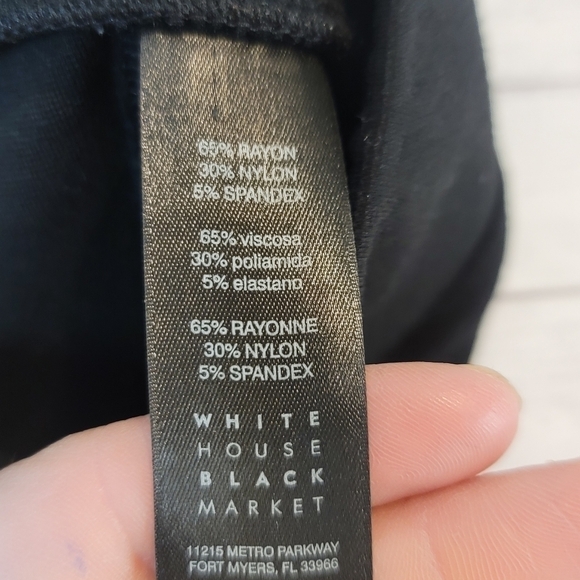 65% RAYON
30% NYLON
5% SPANDEX
65% viscosa
30% poliamida
5% elastano
65% RAYONNE
30% NYLON
5% SPANDEX
WHITE
HOUSE
BLACK
MARKET
11215 METRO PARKWAY
FORT MYERS, FL 33966